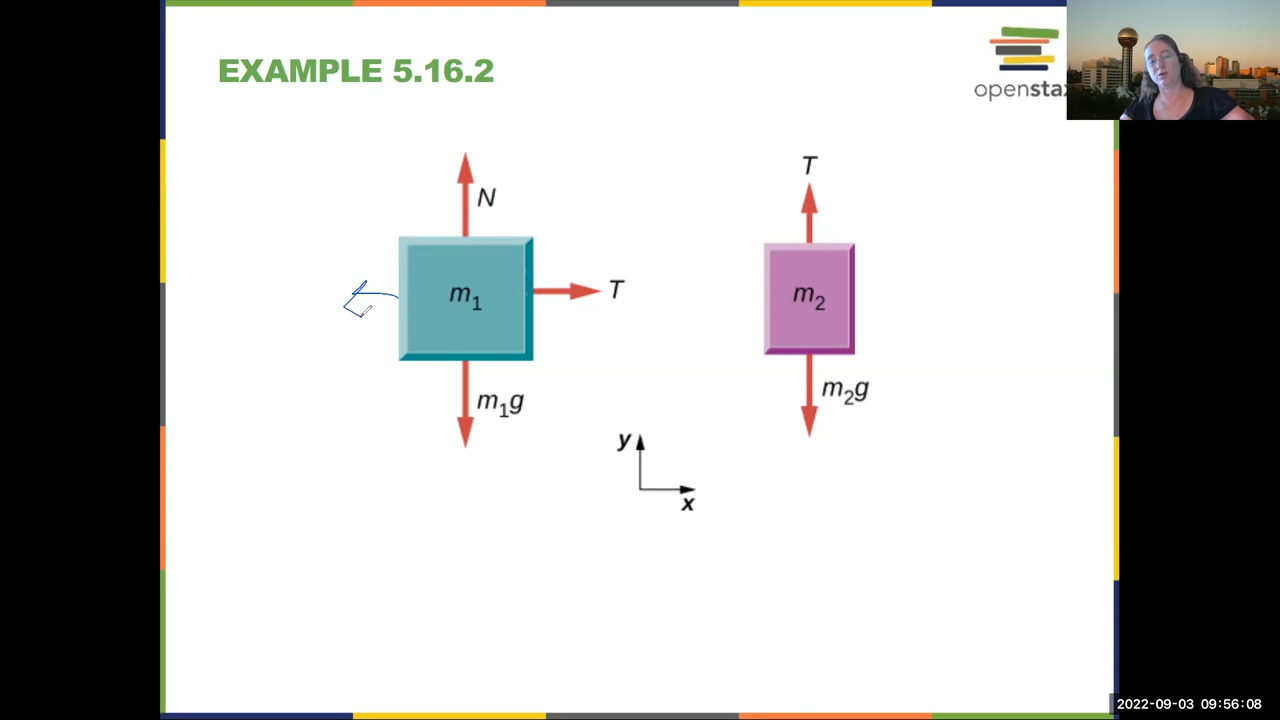 EXAMPLE 5.16.2
openstax
N
T
m1
T
m2
m1g
m2g
y
x
2022-09-03 09:56:08